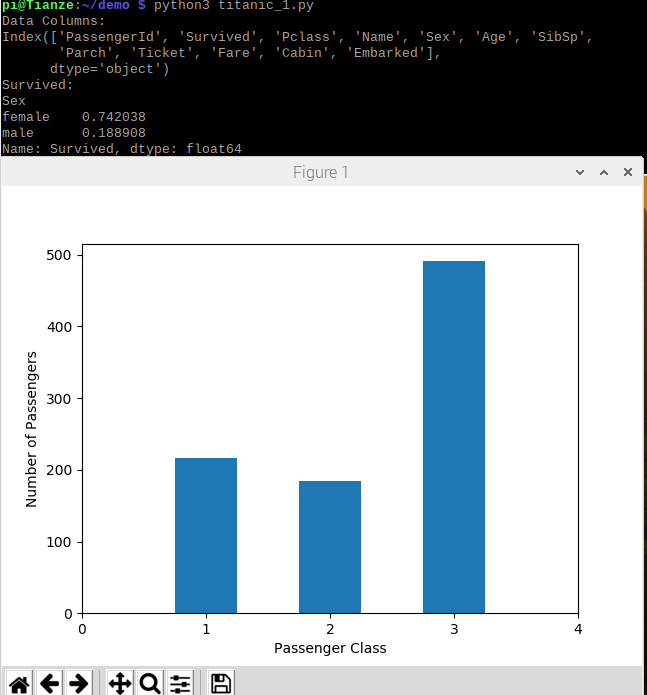 pi@Tianze:~/demo $ python3 titanic_1.py
Data Columns:
Index(['PassengerId', 'Survived', 'Pclass', 'Name', 'Sex', 'Age', 'SibSp',
'Parch', 'Ticket', 'Fare', 'Cabin', 'Embarked'],
dtype='object')
Survived:
Sex
female 0.742038
male 0.188908
Name: Survived, dtype: float64
Figure 1
500
400
300
200
100
0
Number of Passengers
0 1 2 3 4
Passenger Class